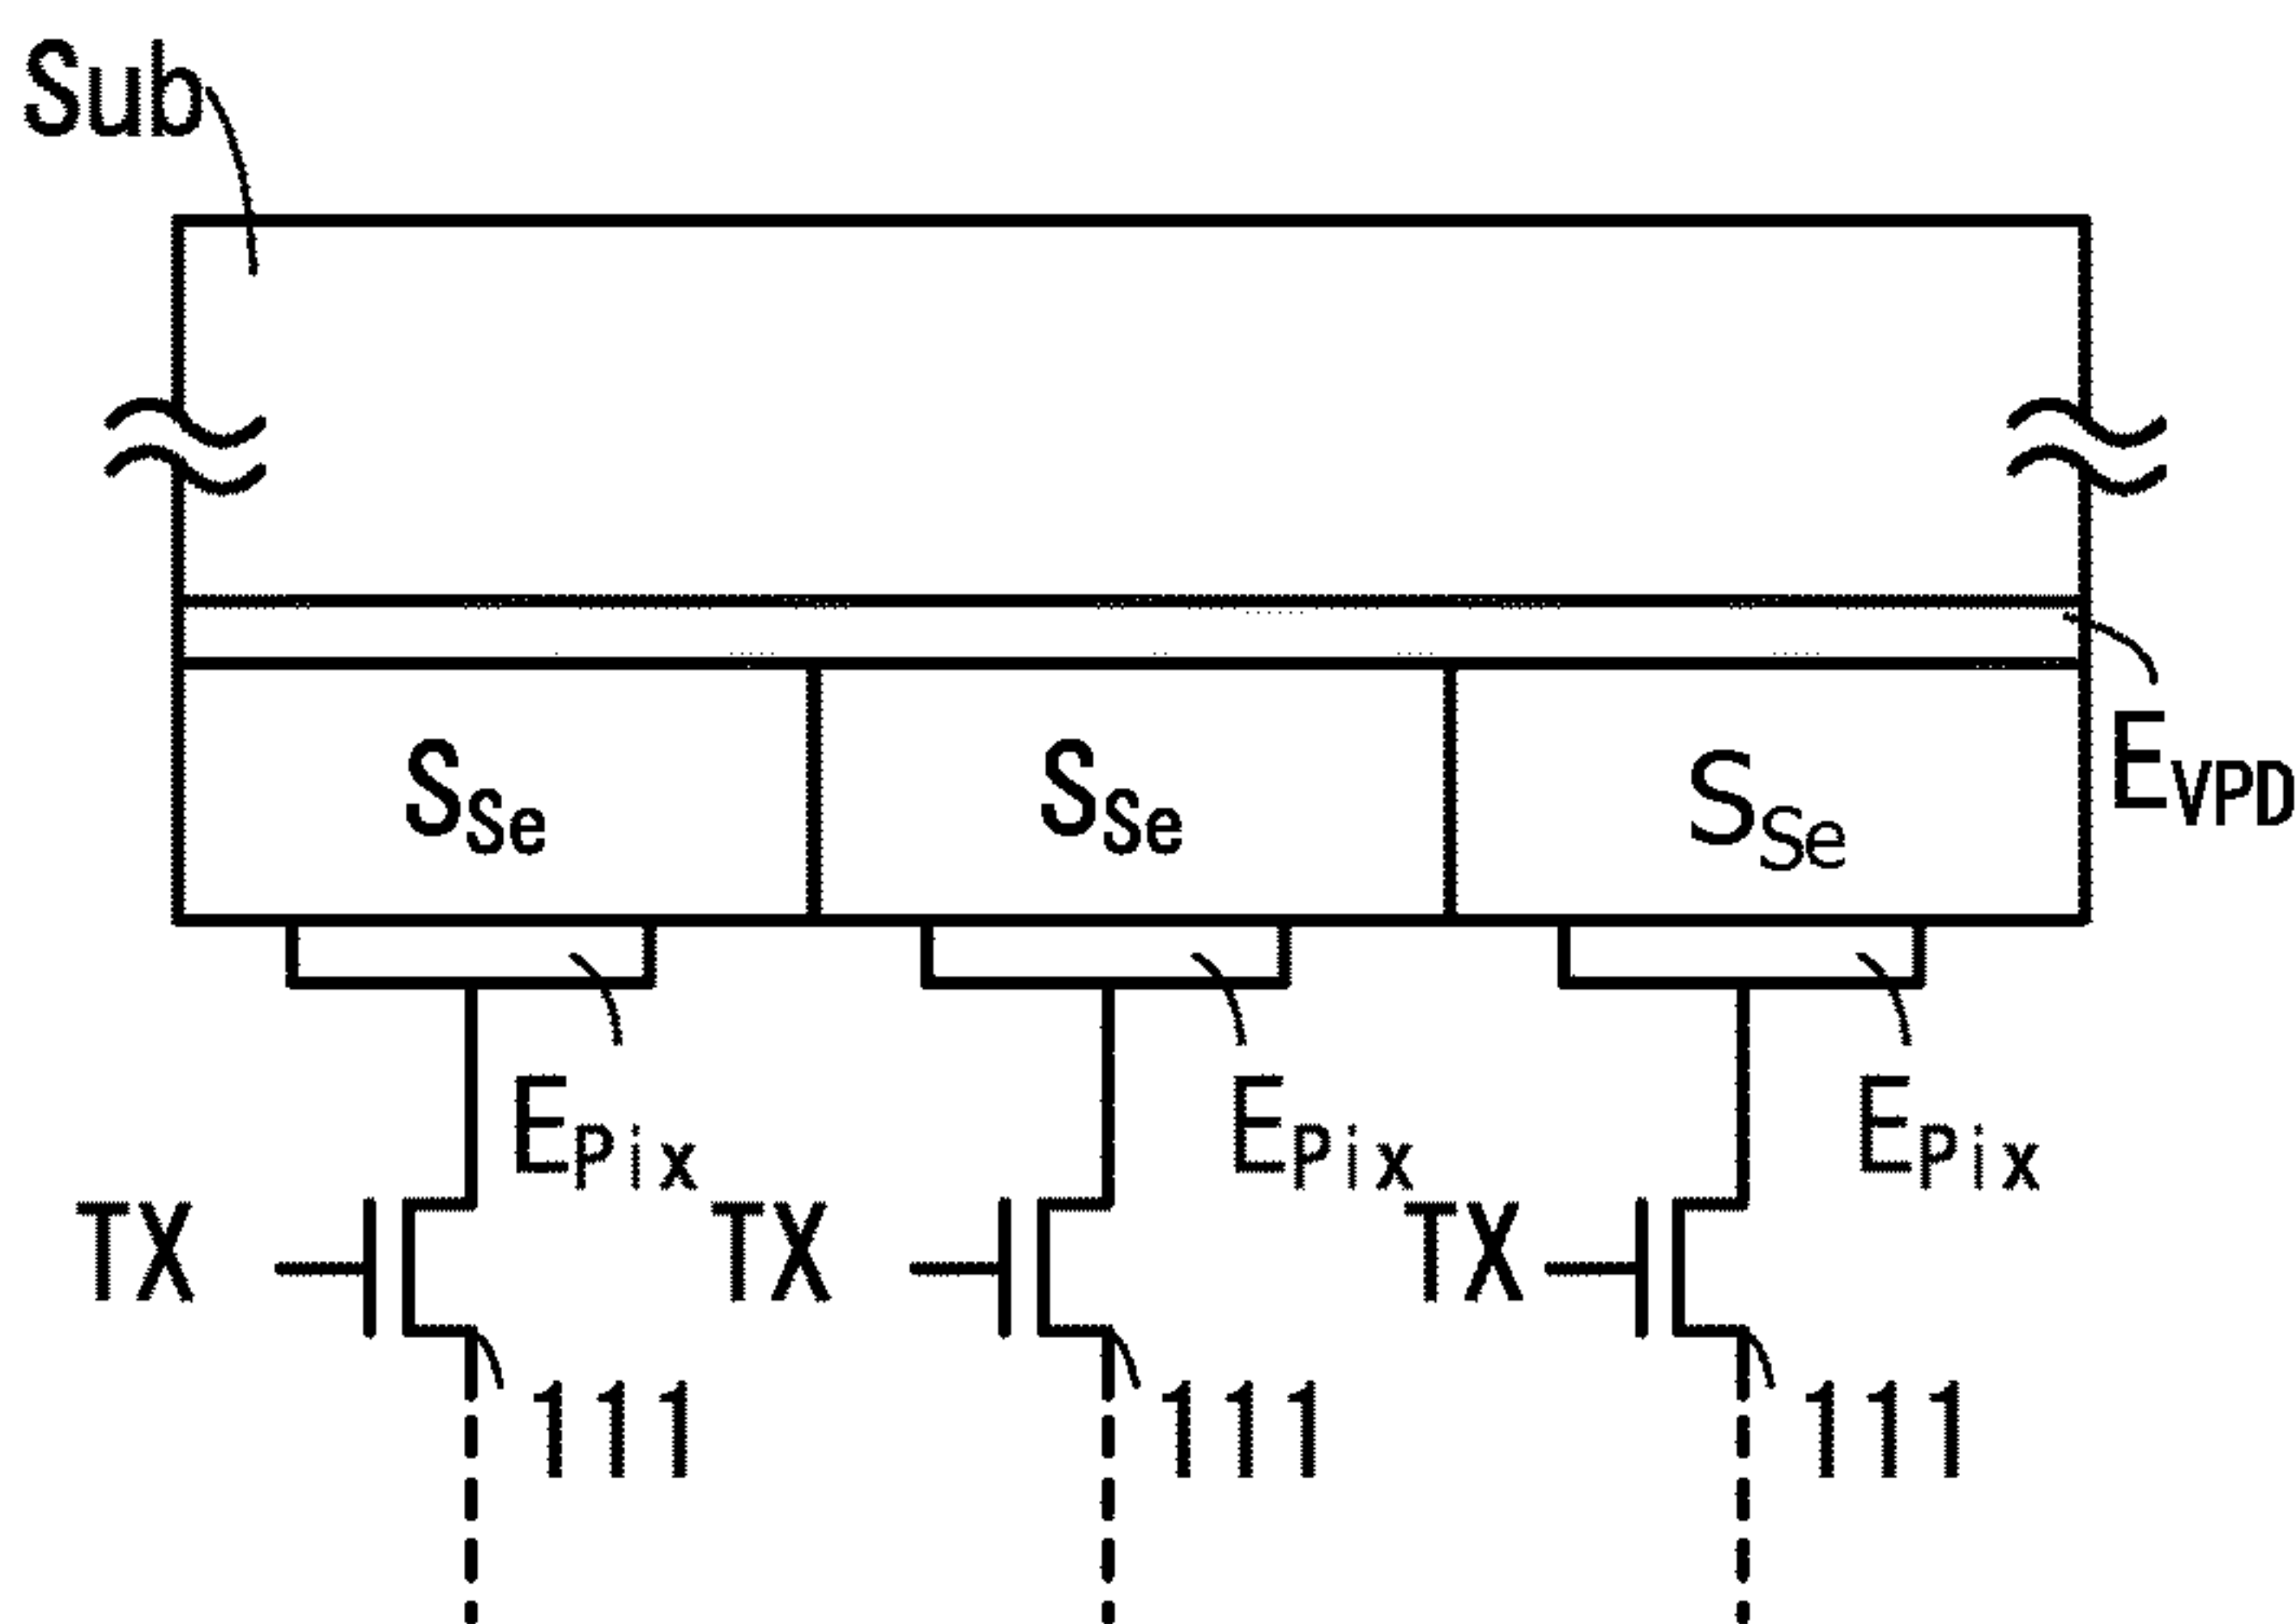 Sub
S_Se S_Se S_Se
E_VPD
E_Pix E_Pix E_Pix
TX TX TX
111 111 111